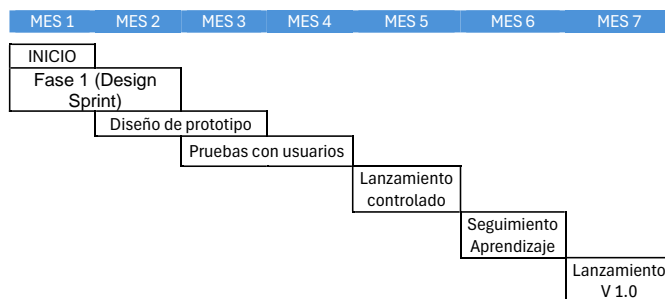 MES 1 MES 2 MES 3 MES 4 MES 5 MES 6 MES 7
INICIO
Fase 1 (Design
Sprint)
Diseño de prototipo
Pruebas con usuarios
Lanzamiento
controlado
Seguimiento
Aprendizaje
Lanzamiento
V 1.0